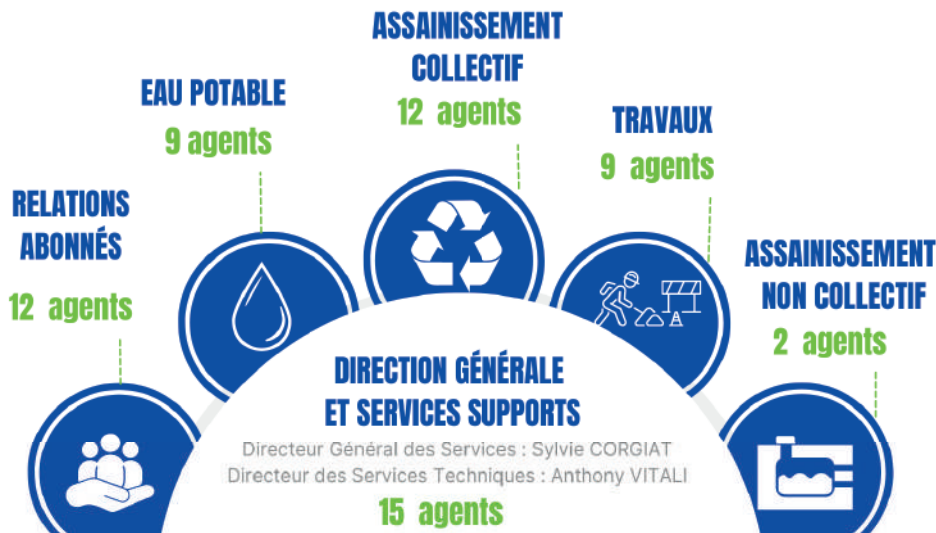 ASSAINISSEMENT
COLLECTIF
12 agents
EAU POTABLE
9 agents
TRAVAUX
9 agents
RELATIONS
ABONNÉS
12 agents
ASSAINISSEMENT
NON COLLECTIF
2 agents
DIRECTION GÉNÉRALE
ET SERVICES SUPPORTS
Directeur Général des Services : Sylvie CORGIAT
Directeur des Services Techniques : Anthony VITALI
15 agents